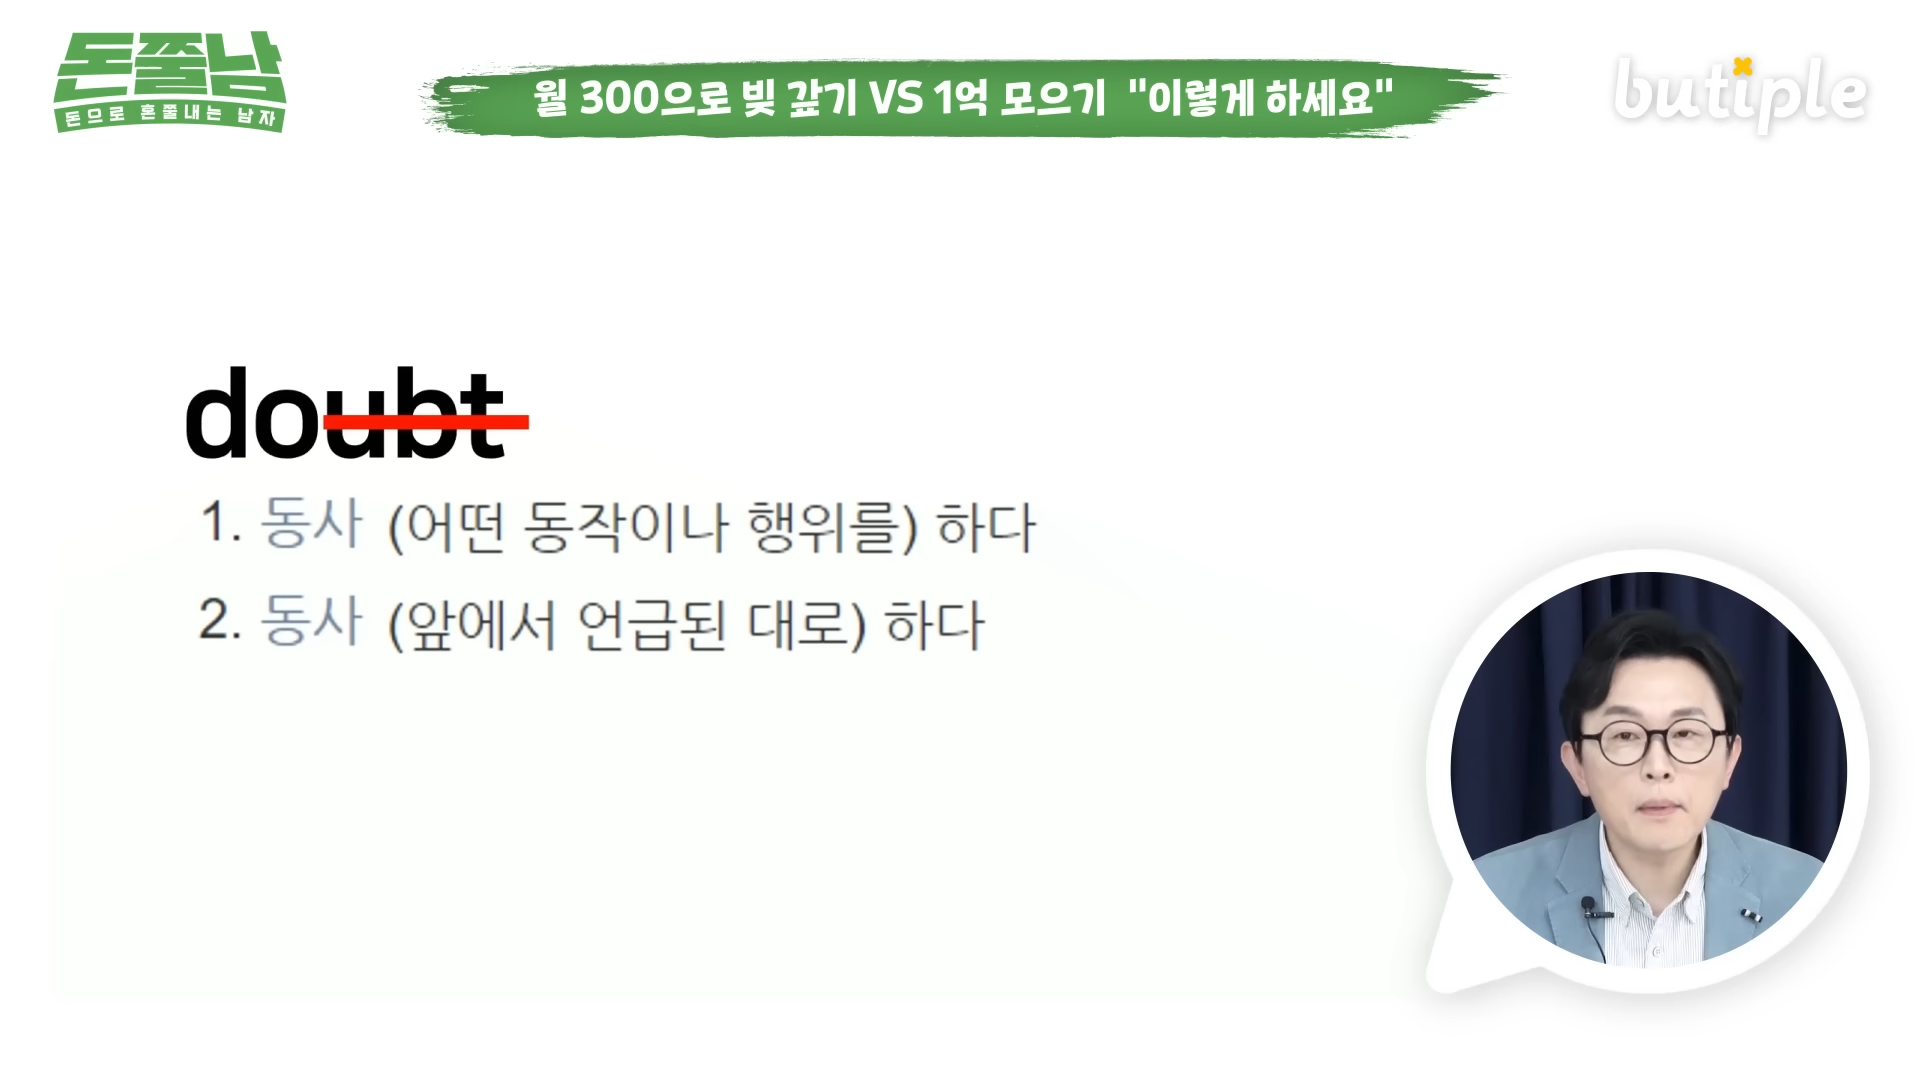 돈쭐남
돈므로 혼쭐내는 남자
월 300으로 빚 갚기 VS 1억 모으기 "이렇게 하세요"
butiple
doubt
1. 동사 (어떤 동작이나 행위를) 하다
2. 동사 (앞에서 언급된 대로) 하다